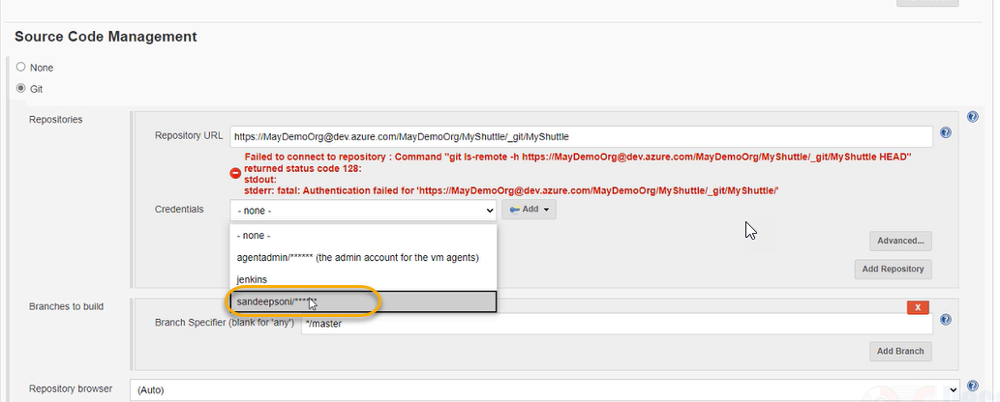 Source Code Management
None
Git
Repositories
Repository URL
https://MayDemoOrg@dev.azure.com/MayDemoOrg/MyShuttle/_git/MyShuttle
Failed to connect to repository : Command "git ls-remote -h https://MayDemoOrg@dev.azure.com/MayDemoOrg/MyShuttle/_git/MyShuttle HEAD"
returned status code 128:
stdout:
stderr: fatal: Authentication failed for 'https://MayDemoOrg@dev.azure.com/MayDemoOrg/MyShuttle/_git/MyShuttle/'
Credentials
- none -
Add
- none -
agentadmin/****** (the admin account for the vm agents)
jenkins
sandeepsoni/******
Advanced...
Add Repository
Branches to build
X
Branch Specifier (blank for 'any')
*/master
Add Branch
Repository browser
(Auto)